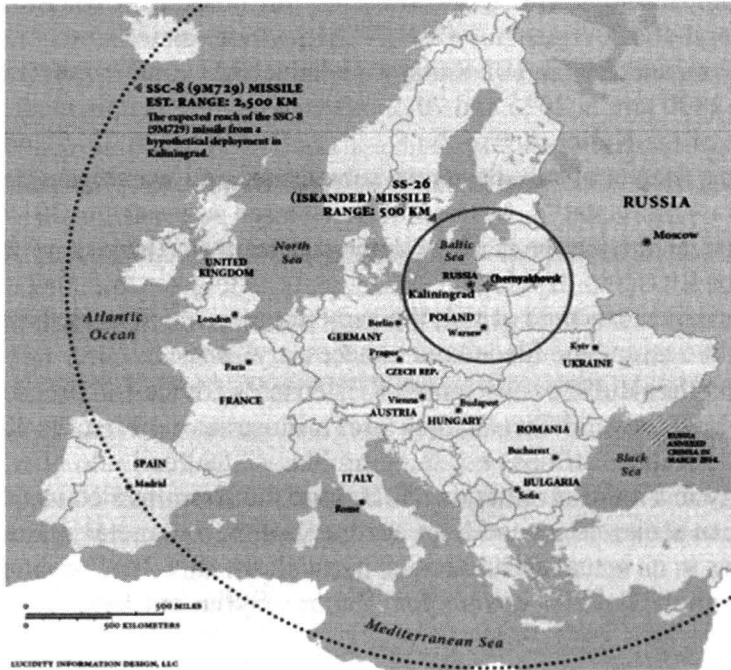 SSC-8 (9M729) MISSILE
EST. RANGE: 2,500 KM
The expected reach of the SSC-8
(9M729) missile from a
hypothetical deployment in
Kaliningrad.
SS-26
(ISKANDER) MISSILE
RANGE: 500 KM
RUSSIA
Moscow
North
Sea
Baltic
Sea
UNITED
KINGDOM
RUSSIA
Chernyakhovsk
Kaliningrad
Atlantic
Ocean
London
Berlin
POLAND
GERMANY
Warsaw
Prague
Kyiv
Paris
CZECH REP.
UKRAINE
FRANCE
Vienna
Budapest
AUSTRIA
HUNGARY
ROMANIA
RUSSIA
ANNEXED
CRIMEA IN
MARCH 2014.
Bucharest
Black
Sea
SPAIN
Madrid
ITALY
BULGARIA
Sofia
Rome
0 500 MILES
0 500 KILOMETERS
Mediterranean Sea
LUCIDITY INFORMATION DESIGN, LLC